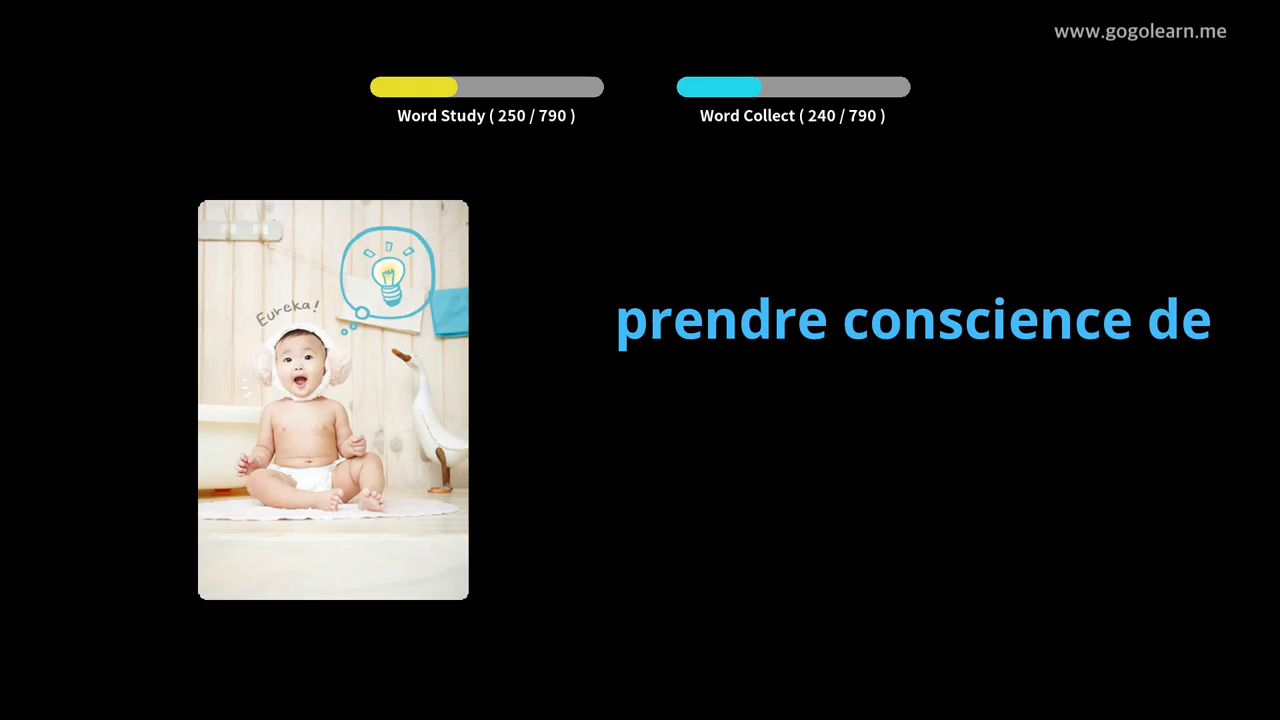 www.gogolearn.me
Word Study ( 250 / 790 )
Word Collect ( 240 / 790 )
Eureka!
prendre conscience de